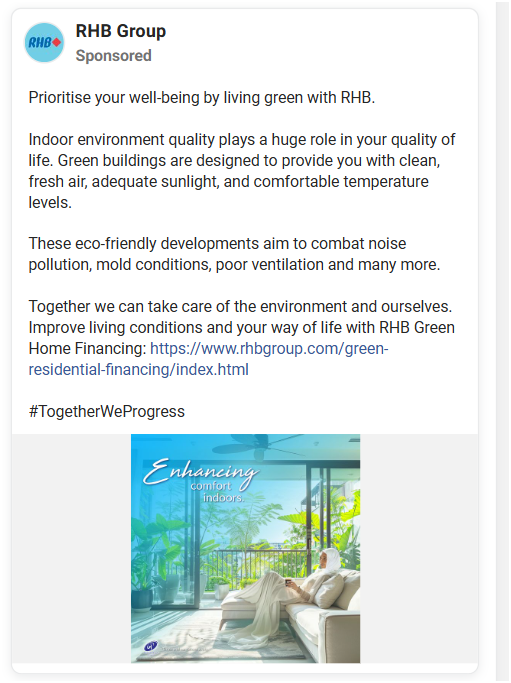 RHB
RHB Group
Sponsored
Prioritise your well-being by living green with RHB.
Indoor environment quality plays a huge role in your quality of
life. Green buildings are designed to provide you with clean,
fresh air, adequate sunlight, and comfortable temperature
levels.
These eco-friendly developments aim to combat noise
pollution, mold conditions, poor ventilation and many more.
Together we can take care of the environment and ourselves.
Improve living conditions and your way of life with RHB Green
Home Financing: https://www.rhbgroup.com/green-
residential-financing/index.html
#TogetherWeProgress
Enhancing
comfort
indoors.